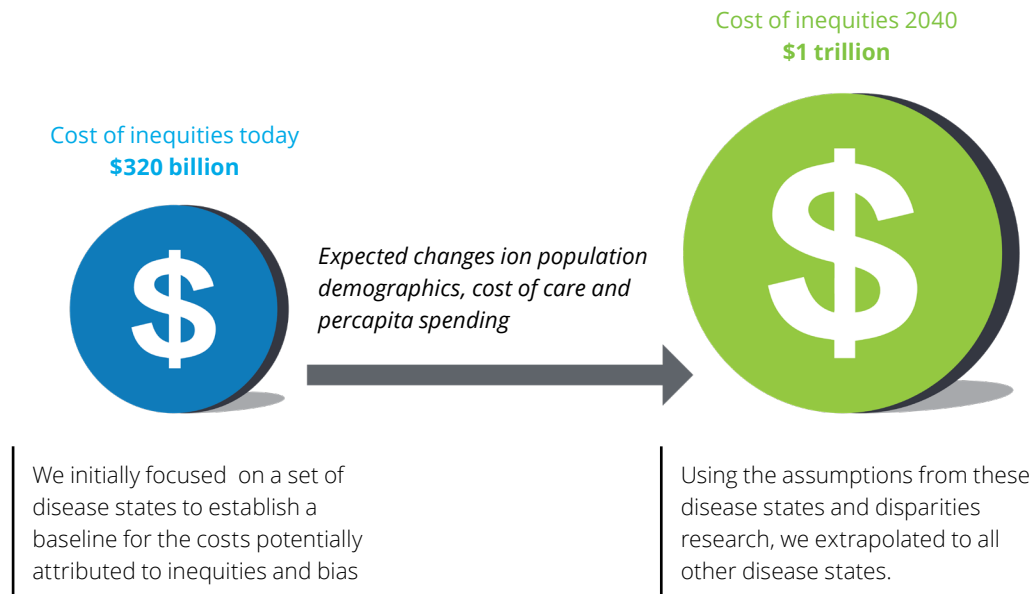 Cost of inequities 2040
$1 trillion
Cost of inequities today
$320 billion
$
$
Expected changes ion population
demographics, cost of care and
percapita spending
We initially focused  on a set of
disease states to establish a
baseline for the costs potentially
attributed to inequities and bias
Using the assumptions from these
disease states and disparities
research, we extrapolated to all
other disease states.